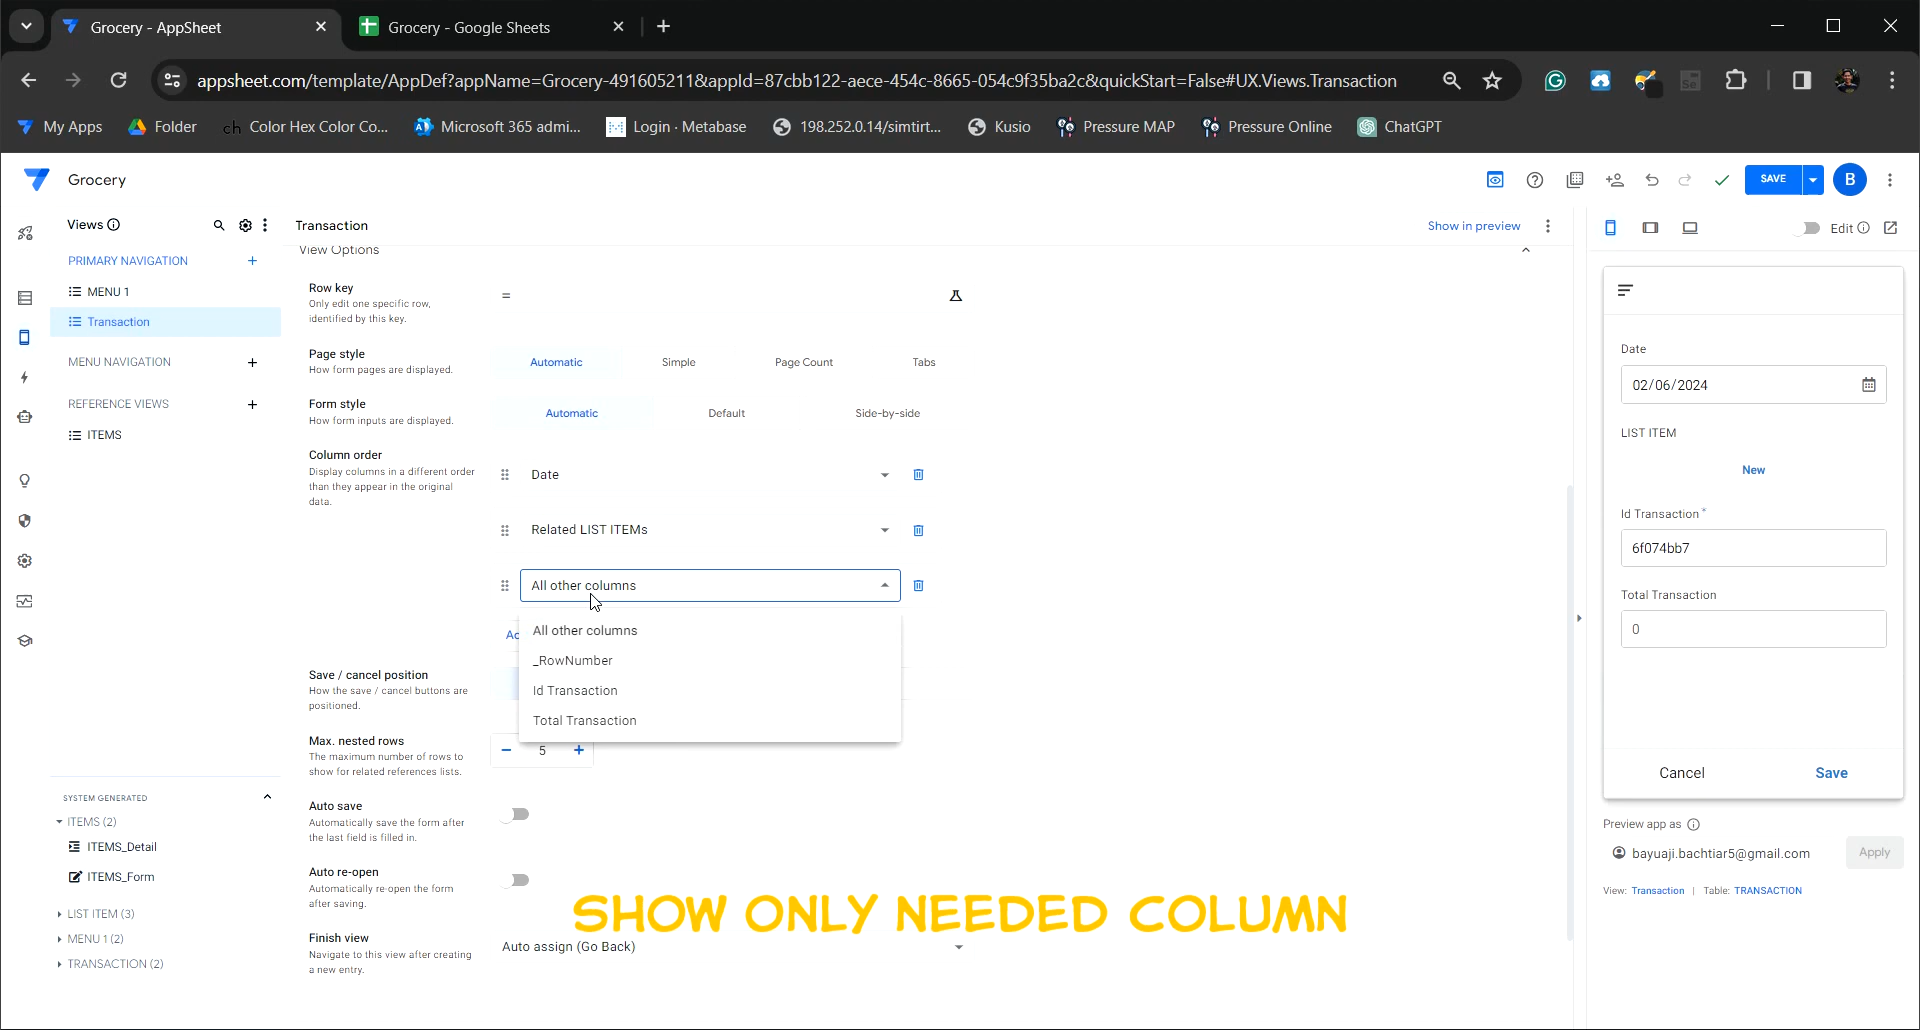 Grocery - AppSheet
Grocery - Google Sheets
appsheet.com/template/AppDef?appName=Grocery-491605211&appId=87cbb122-aece-454c-8665-054c9f35ba2c&quickStart=False#UX.Views.Transaction
My Apps
Folder
ch Color Hex Color Co...
Microsoft 365 admi...
Login · Metabase
198.252.0.14/simtirt...
Kusio
Pressure MAP
Pressure Online
ChatGPT
Grocery
SAVE
B
Views
Transaction
Show in preview
Edit
PRIMARY NAVIGATION
MENU 1
Transaction
MENU NAVIGATION
REFERENCE VIEWS
ITEMS
SYSTEM GENERATED
ITEMS (2)
ITEMS_Detail
ITEMS_Form
LIST ITEM (3)
MENU 1 (2)
TRANSACTION (2)
View Options
Row key
Only edit one specific row,
identified by this key.
=
Page style
How form pages are displayed.
Automatic Simple Page Count Tabs
Form style
How form inputs are displayed.
Automatic Default Side-by-side
Column order
Display columns in a different order
than they appear in the original
data.
Date
Related LIST ITEMs
All other columns
All other columns
_RowNumber
Id Transaction
Total Transaction
Save / cancel position
How the save / cancel buttons are
positioned.
Max. nested rows
The maximum number of rows to
show for related references lists.
5
Auto save
Automatically save the form after
the last field is filled in.
Auto re-open
Automatically re-open the form
after saving.
SHOW ONLY NEEDED COLUMN
Finish view
Navigate to this view after creating
a new entry.
Auto assign (Go Back)
Date
02/06/2024
LIST ITEM
New
Id Transaction *
6f074bb7
Total Transaction
0
Cancel Save
Preview app as
bayuaji.bachtiar5@gmail.com
Apply
View: Transaction | Table: TRANSACTION